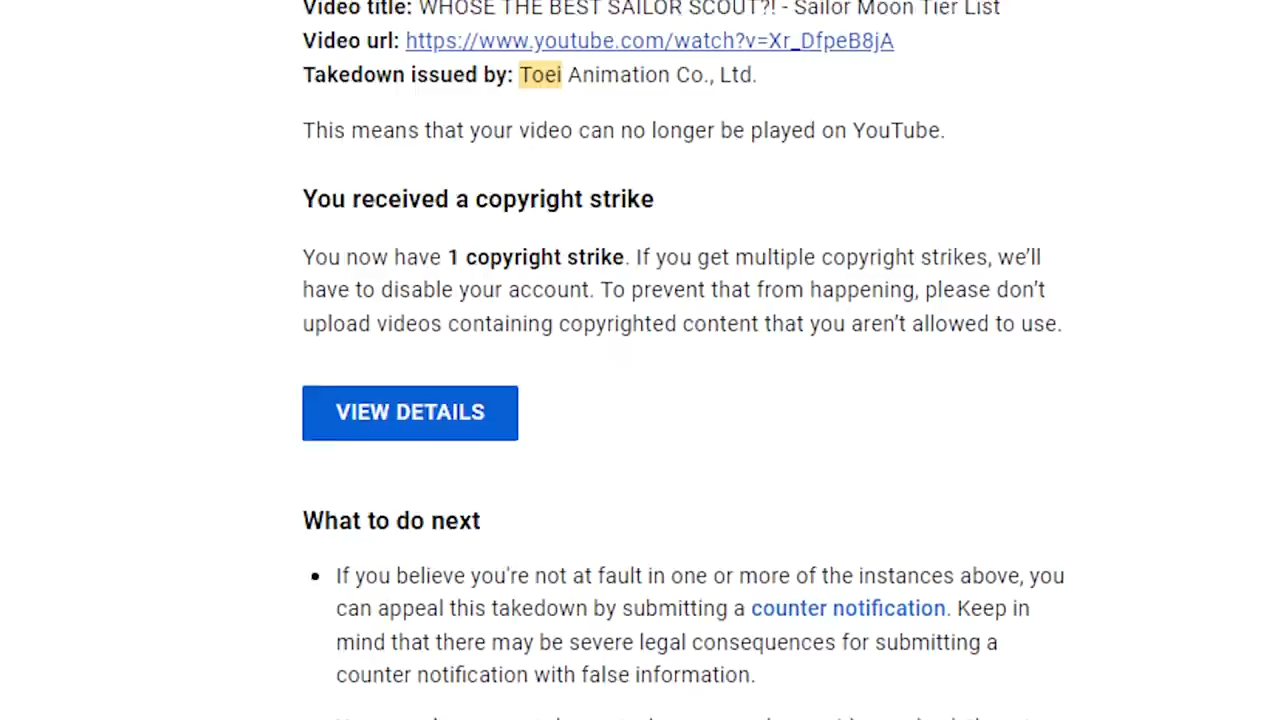 Video title: WHOSE THE BEST SAILOR SCOUT?! - Sailor Moon Tier List
Video url: https://www.youtube.com/watch?v=Xr_DfpeB8jA
Takedown issued by: Toei Animation Co., Ltd.
This means that your video can no longer be played on YouTube.
You received a copyright strike
You now have 1 copyright strike. If you get multiple copyright strikes, we’ll
have to disable your account. To prevent that from happening, please don’t
upload videos containing copyrighted content that you aren’t allowed to use.
VIEW DETAILS
What to do next
• If you believe you're not at fault in one or more of the instances above, you
can appeal this takedown by submitting a counter notification. Keep in
mind that there may be severe legal consequences for submitting a
counter notification with false information.